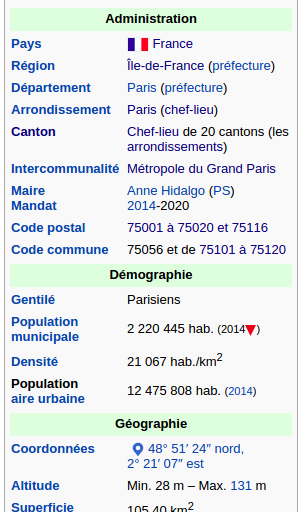 Administration
Pays France
Région Île-de-France (préfecture)
Département Paris (préfecture)
Arrondissement Paris (chef-lieu)
Canton Chef-lieu de 20 cantons (les
arrondissements)
Intercommunalité Métropole du Grand Paris
Maire Anne Hidalgo (PS)
Mandat 2014-2020
Code postal 75001 à 75020 et 75116
Code commune 75056 et de 75101 à 75120
Démographie
Gentilé Parisiens
Population
municipale 2 220 445 hab. (2014▼)
Densité 21 067 hab./km2
Population
aire urbaine 12 475 808 hab. (2014)
Géographie
Coordonnées 48° 51′ 24″ nord,
2° 21′ 07″ est
Altitude Min. 28 m – Max. 131 m
Superficie 105,40 km2